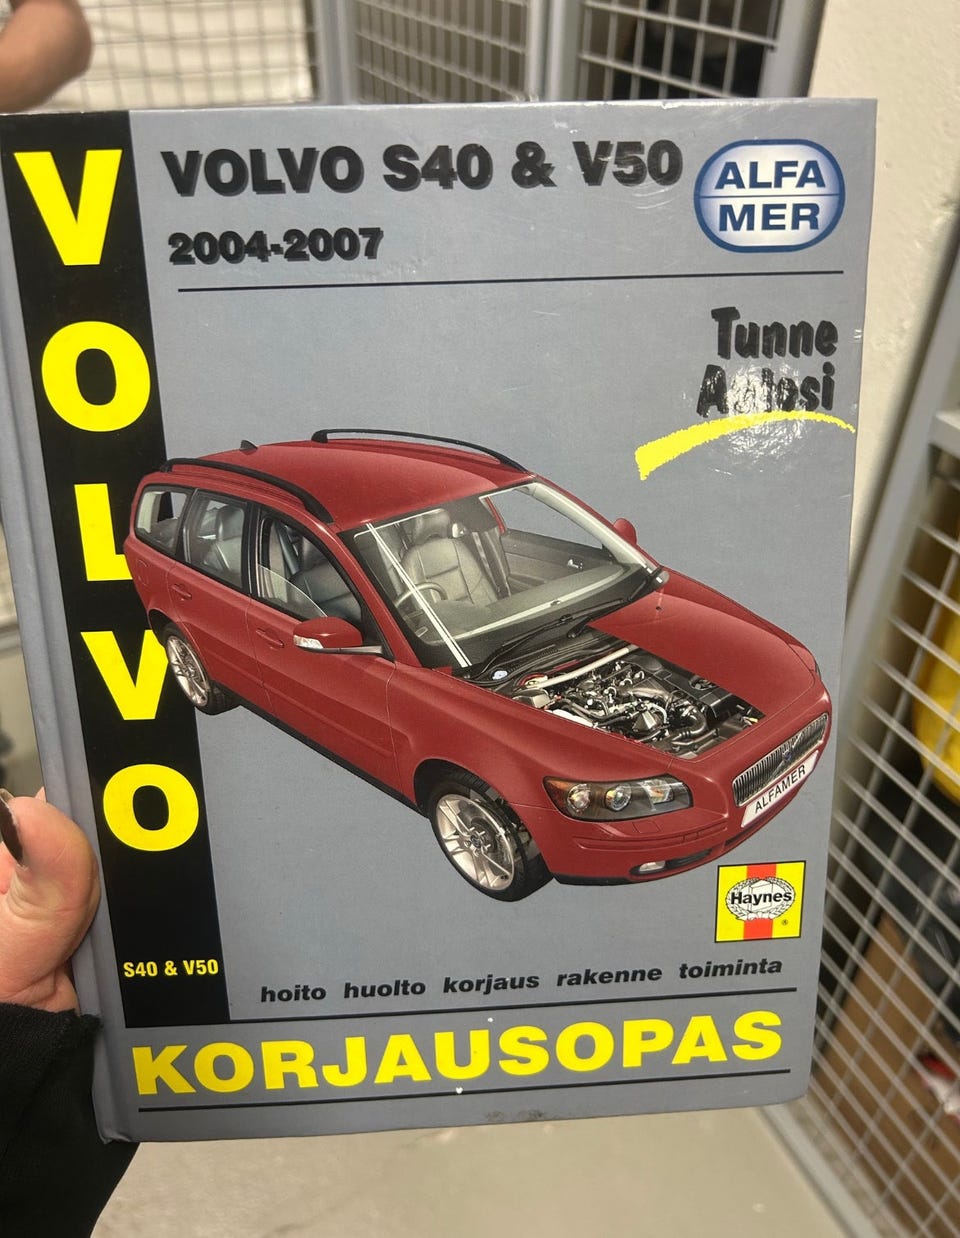 VOLVO
VOLVO S40 & V50
2004-2007
ALFA
MER
Tunne
Autosi
ALFAMER
Haynes
®
S40 & V50
hoito huolto korjaus rakenne toiminta
KORJAUSOPAS